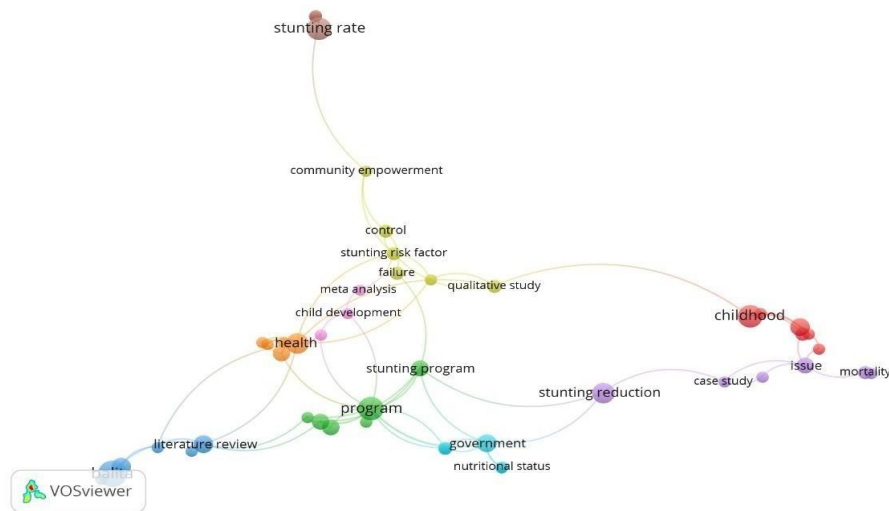 stunting rate
community empowerment
control
stunting risk factor
failure
meta analysis
qualitative study
child development
childhood
health
stunting program
issue
mortality
case study
stunting reduction
program
literature review
government
nutritional status
balita
VOSviewer